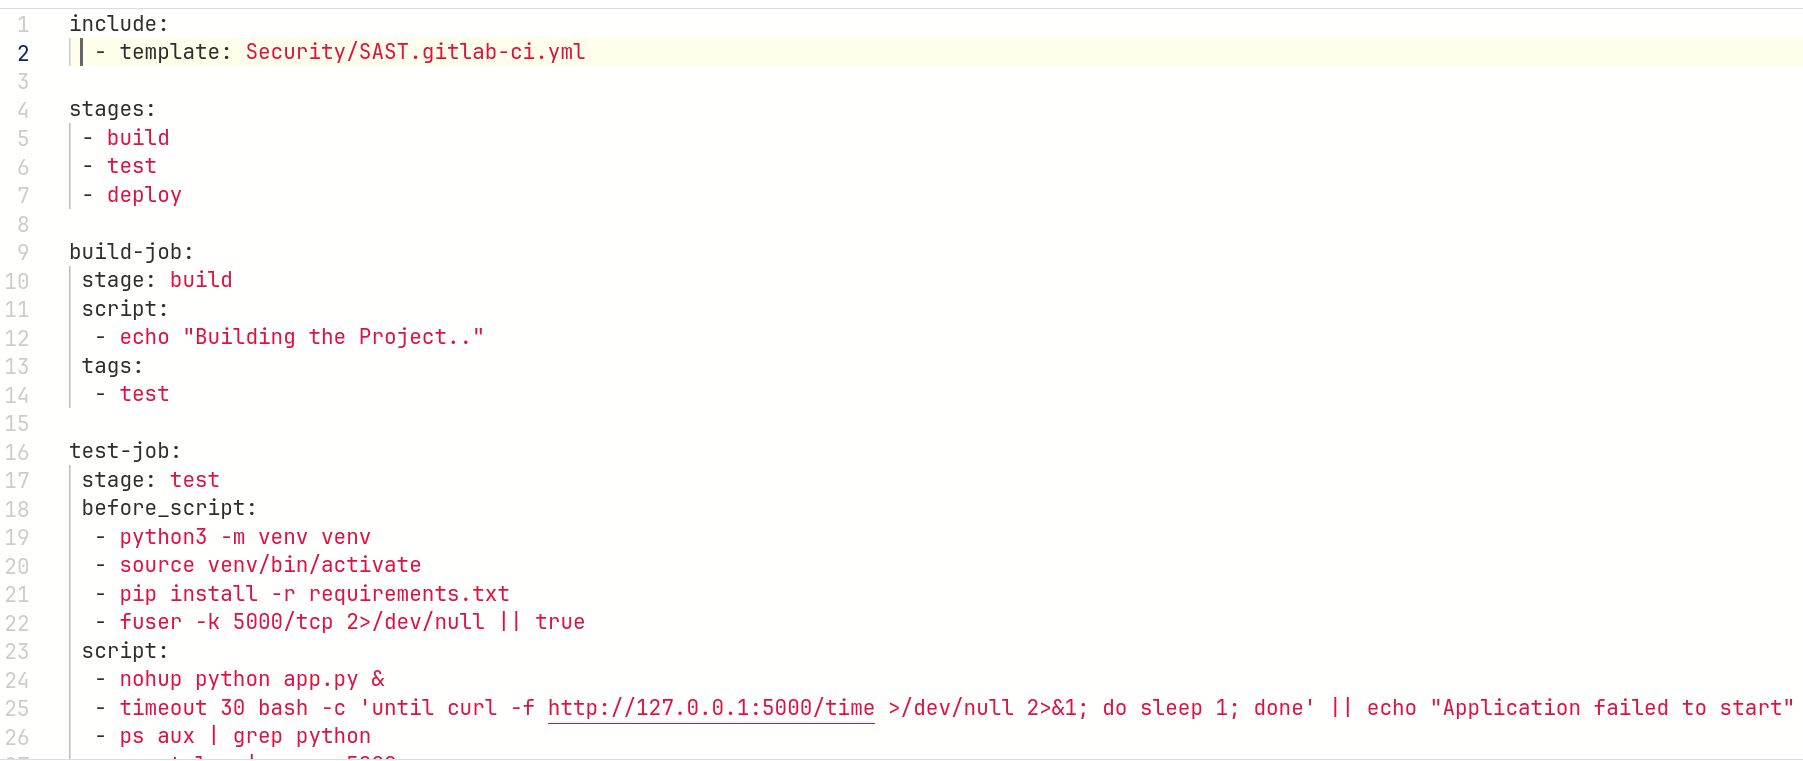 1 include:
2 - template: Security/SAST.gitlab-ci.yml
3
4 stages:
5 - build
6 - test
7 - deploy
8
9 build-job:
10 stage: build
11 script:
12 - echo "Building the Project.."
13 tags:
14 - test
15
16 test-job:
17 stage: test
18 before_script:
19 - python3 -m venv venv
20 - source venv/bin/activate
21 - pip install -r requirements.txt
22 - fuser -k 5000/tcp 2>/dev/null || true
23 script:
24 - nohup python app.py &
25 - timeout 30 bash -c 'until curl -f http://127.0.0.1:5000/time >/dev/null 2>&1; do sleep 1; done' || echo "Application failed to start"
26 - ps aux | grep python